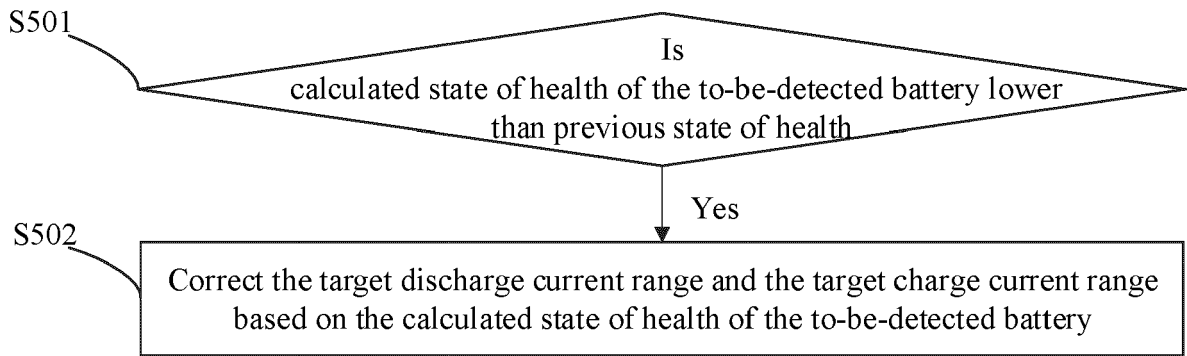 S501
Is
calculated state of health of the to-be-detected battery lower
than previous state of health
Yes
S502
Correct the target discharge current range and the target charge current range
based on the calculated state of health of the to-be-detected battery